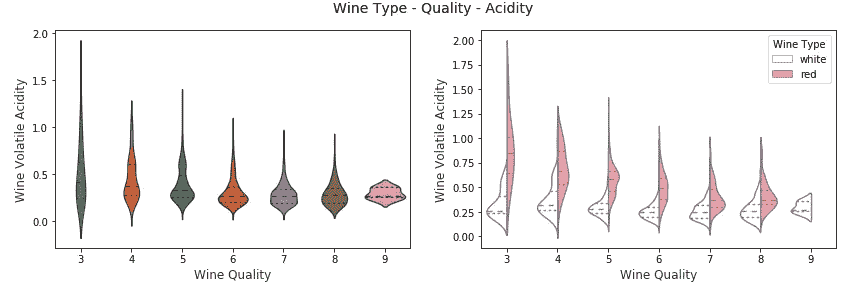 Wine Type - Quality - Acidity
Wine Volatile Acidity
2.0
1.5
1.0
0.5
0.0
3 4 5 6 7 8 9
Wine Quality
Wine Volatile Acidity
2.00
1.75
1.50
1.25
1.00
0.75
0.50
0.25
0.00
3 4 5 6 7 8 9
Wine Quality
Wine Type
white
red